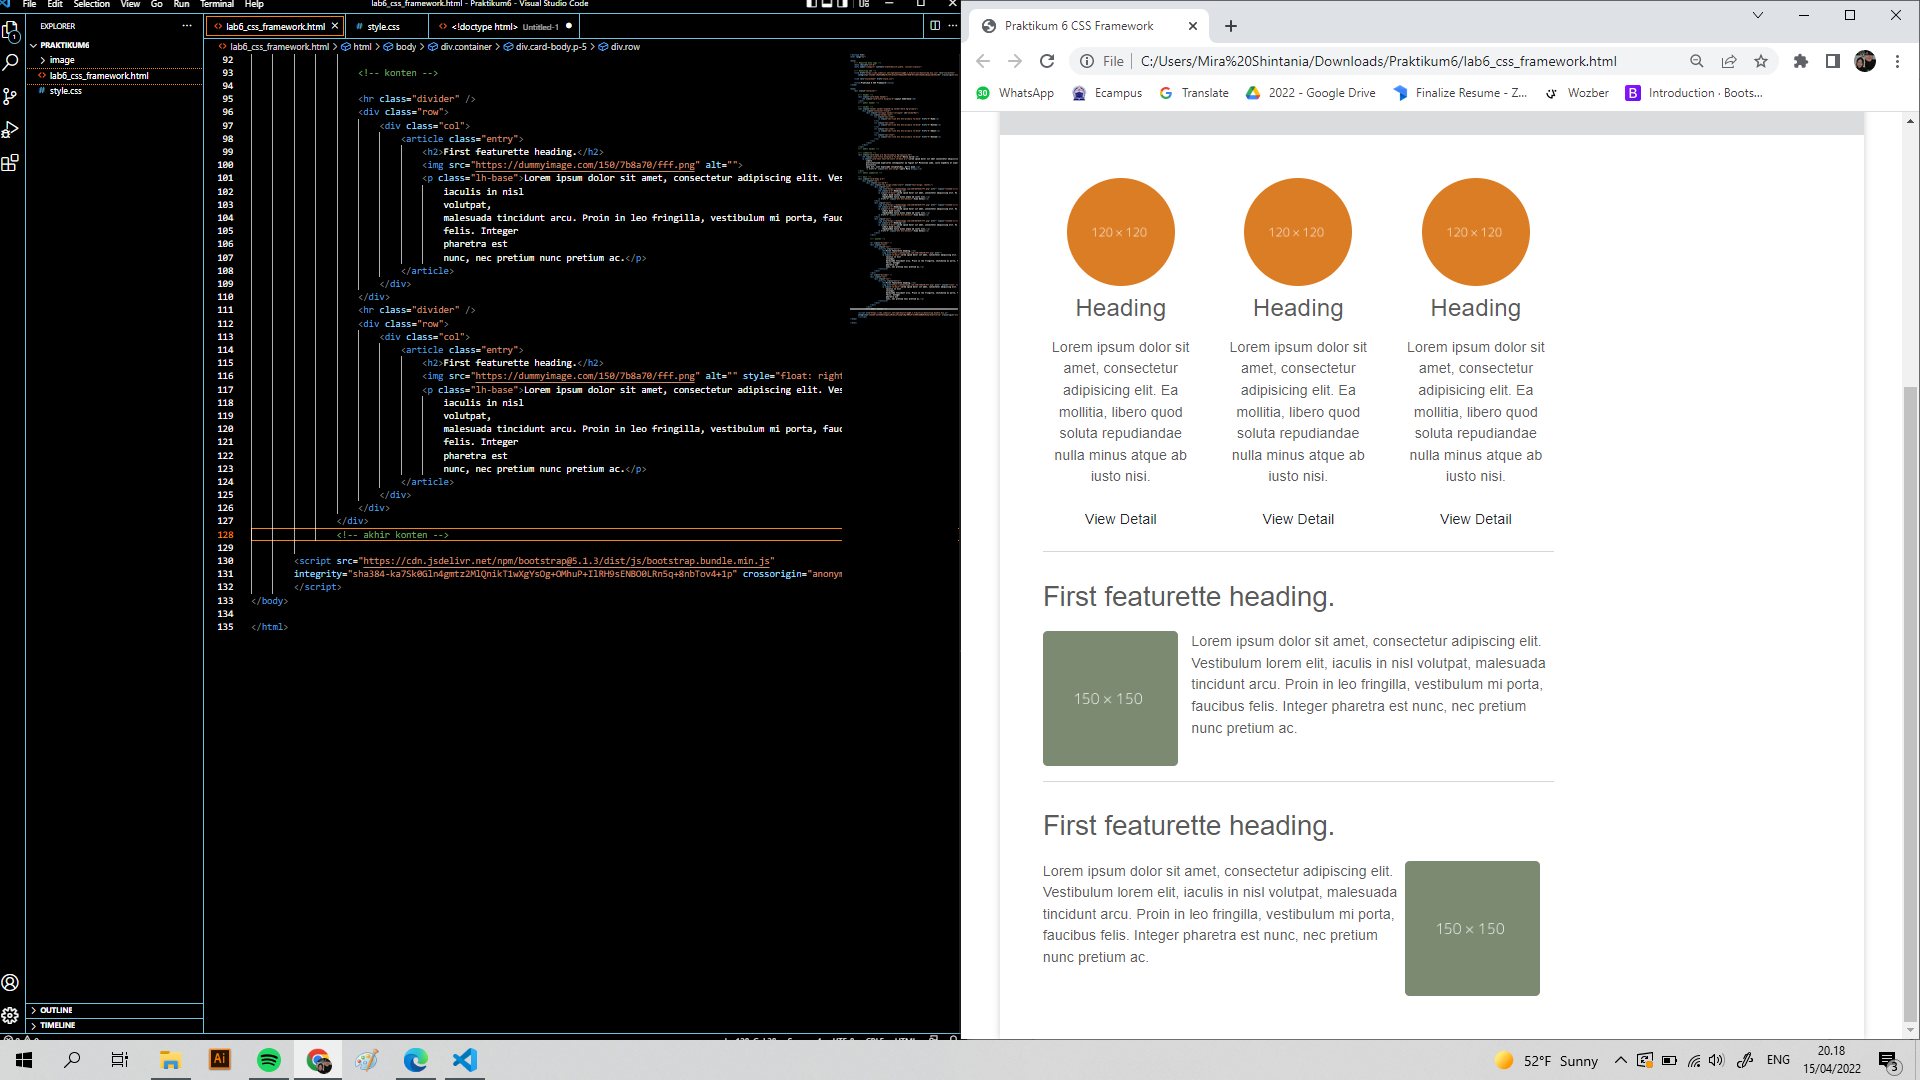 File Edit Selection View Go Run Terminal Help
lab6_css_framework.html - Praktikum6 - Visual Studio Code
EXPLORER
PRAKTIKUM6
image
lab6_css_framework.html
style.css
OUTLINE
TIMELINE
lab6_css_framework.html style.css <!doctype html> Untitled-1
lab6_css_framework.html > html > body > div.container > div.card-body.p-5 > div.row
92
93 <!-- konten -->
94
95 <hr class="divider" />
96 <div class="row">
97 <div class="col">
98 <article class="entry">
99 <h2>First featurette heading.</h2>
100 <img src="https://dummyimage.com/150/7b8a70/fff.png" alt="">
101 <p class="lh-base">Lorem ipsum dolor sit amet, consectetur adipiscing elit. Ves
102 iaculis in nisl
103 volutpat,
104 malesuada tincidunt arcu. Proin in leo fringilla, vestibulum mi porta, fauc
105 felis. Integer
106 pharetra est
107 nunc, nec pretium nunc pretium ac.</p>
108 </article>
109 </div>
110 </div>
111 <hr class="divider" />
112 <div class="row">
113 <div class="col">
114 <article class="entry">
115 <h2>First featurette heading.</h2>
116 <img src="https://dummyimage.com/150/7b8a70/fff.png" alt="" style="float: right
117 <p class="lh-base">Lorem ipsum dolor sit amet, consectetur adipiscing elit. Ves
118 iaculis in nisl
119 volutpat,
120 malesuada tincidunt arcu. Proin in leo fringilla, vestibulum mi porta, fauc
121 felis. Integer
122 pharetra est
123 nunc, nec pretium nunc pretium ac.</p>
124 </article>
125 </div>
126 </div>
127 </div>
128 <!-- akhir konten -->
129
130 <script src="https://cdn.jsdelivr.net/npm/bootstrap@5.1.3/dist/js/bootstrap.bundle.min.js"
131 integrity="sha384-ka7Sk0Gln4gmtz2MlQnikT1wXgYsOg+OMhuP+IlRH9sENBO0LRn5q+8nbTov4+1p" crossorigin="anonym
132 </script>
133 </body>
134
135 </html>
Praktikum 6 CSS Framework
File C:/Users/Mira%20Shintania/Downloads/Praktikum6/lab6_css_framework.html
WhatsApp Ecampus Translate 2022 - Google Drive Finalize Resume - Z... Wozber Introduction · Boots...
120 × 120 120 × 120 120 × 120
Heading Heading Heading
Lorem ipsum dolor sit Lorem ipsum dolor sit Lorem ipsum dolor sit
amet, consectetur amet, consectetur amet, consectetur
adipisicing elit. Ea adipisicing elit. Ea adipisicing elit. Ea
mollitia, libero quod mollitia, libero quod mollitia, libero quod
soluta repudiandae soluta repudiandae soluta repudiandae
nulla minus atque ab nulla minus atque ab nulla minus atque ab
iusto nisi. iusto nisi. iusto nisi.
View Detail View Detail View Detail
First featurette heading.
150 × 150
Lorem ipsum dolor sit amet, consectetur adipiscing elit.
Vestibulum lorem elit, iaculis in nisl volutpat, malesuada
tincidunt arcu. Proin in leo fringilla, vestibulum mi porta,
faucibus felis. Integer pharetra est nunc, nec pretium
nunc pretium ac.
First featurette heading.
Lorem ipsum dolor sit amet, consectetur adipiscing elit.
Vestibulum lorem elit, iaculis in nisl volutpat, malesuada
tincidunt arcu. Proin in leo fringilla, vestibulum mi porta,
faucibus felis. Integer pharetra est nunc, nec pretium
nunc pretium ac.
150 × 150
Ai
52°F Sunny
ENG
20.18
15/04/2022
3